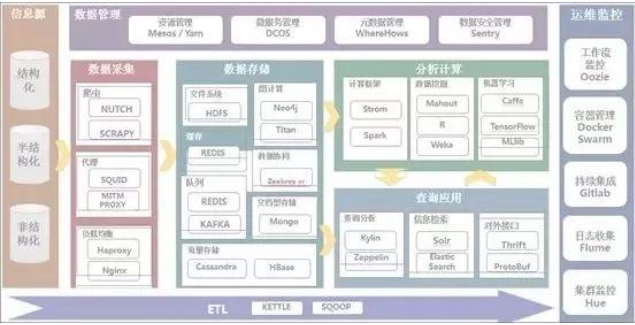 信息源
结构
化
半结
构化
非结
构化
数据管理
资源管理
Mesos / Yarn
微服务管理
DCOS
元数据管理
WhereHows
数据安全管理
Sentry
数据采集
爬虫
NUTCH
SCRAPY
代理
SQUID
MITM
PROXY
负载均衡
Haproxy
Nginx
数据存储
文件系统
HDFS
图计算
Neo4j
Titan
缓存
REDIS
数据协同
队列
REDIS
KAFKA
文档型存储
Mongo
海量存储
Cassandra
HBase
分析计算
计算框架
Strom
Spark
数据挖掘
Mahout
R
Weka
机器学习
Caffe
TensorFlow
MLlib
查询应用
查询分析
Kylin
Zeppelin
信息检索
Solr
Elastic
Search
对外接口
Thrift
ProtoBuf
ETL
KETTLE
SQOOP
运维监控
工作流
监控
Oozie
容器管理
Docker
Swarm
持续集成
Gitlab
日志收集
Flume
集群监控
Hue